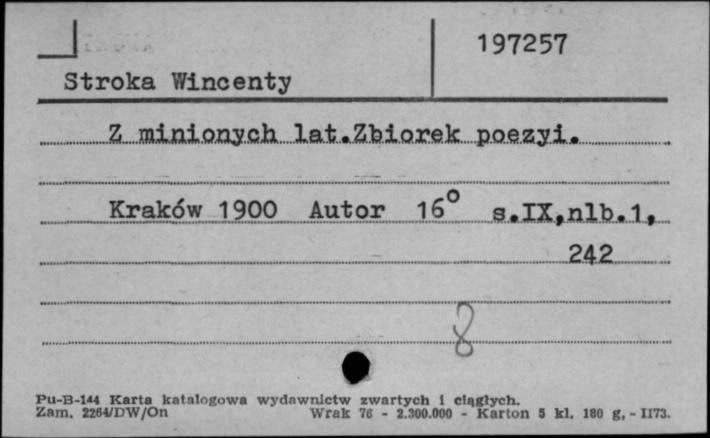 197257
Stroka Wincenty
Z minionych lat.Zbiorek poezyi.
Kraków 1900 Autor 16° s.IX,nlb.1,
242
8
Pu-B-144 Karta katalogowa wydawnictw zwartych i ciągłych.
Zam. 2264/DW/On Wrak 76 - 2.300.000 - Karton 5 kl. 180 g, - II73.